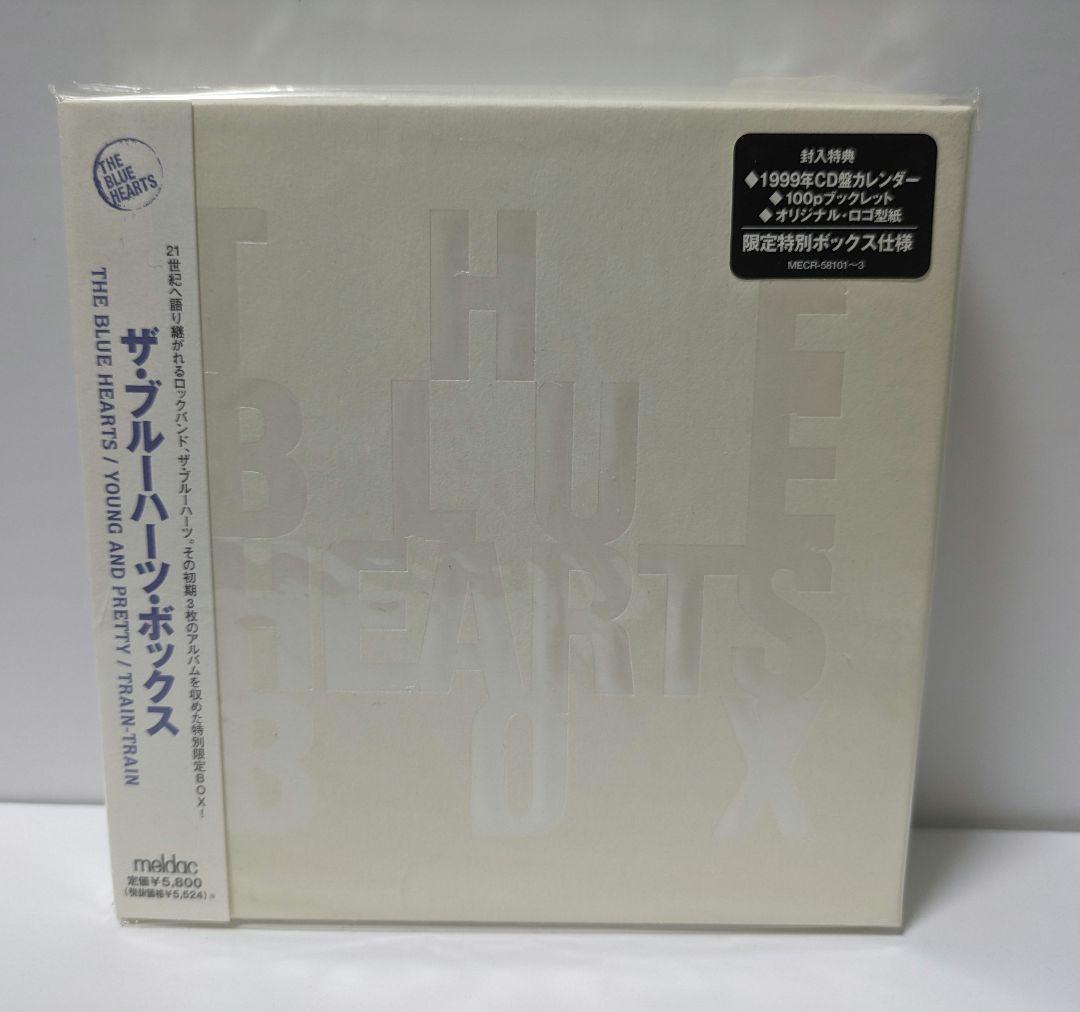 THE
BLUE
HEARTS
21世紀へ語り継がれるロックバンド、ザ・ブルーハーツ。その初期3枚のアルバムを収めた特別限定BOX!
ザ・ブルーハーツ・ボックス
THE BLUE HEARTS / YOUNG AND PRETTY / TRAIN-TRAIN
meldac
定価¥5,800
(税抜価格¥5,524)
封入特典
◆1999年CD盤カレンダー
◆100pブックレット
◆オリジナル・ロゴ型紙
限定特別ボックス仕様
MECR-58101~3
THE
BLUE
HEARTS
BOX